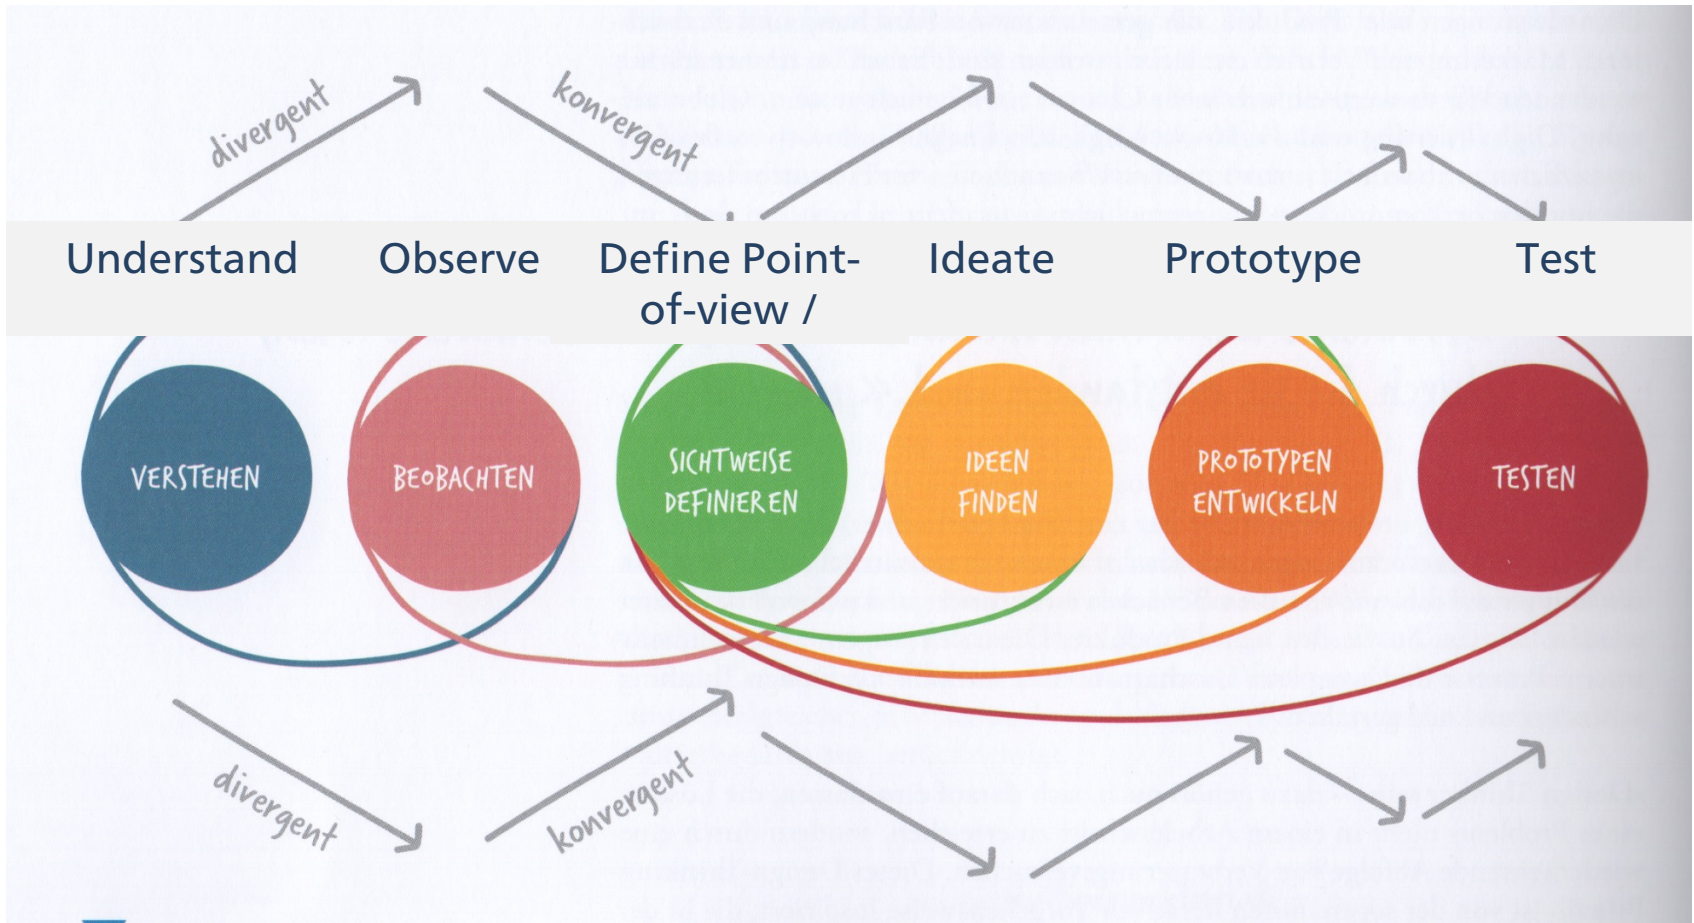 divergent
konvergent
Understand
Observe
Define Point-
of-view /
Ideate
Prototype
Test
VERSTEHEN
BEOBACHTEN
SICHTWEISE
DEFINIEREN
IDEEN
FINDEN
PROTOTYPEN
ENTWICKELN
TESTEN
divergent
konvergent